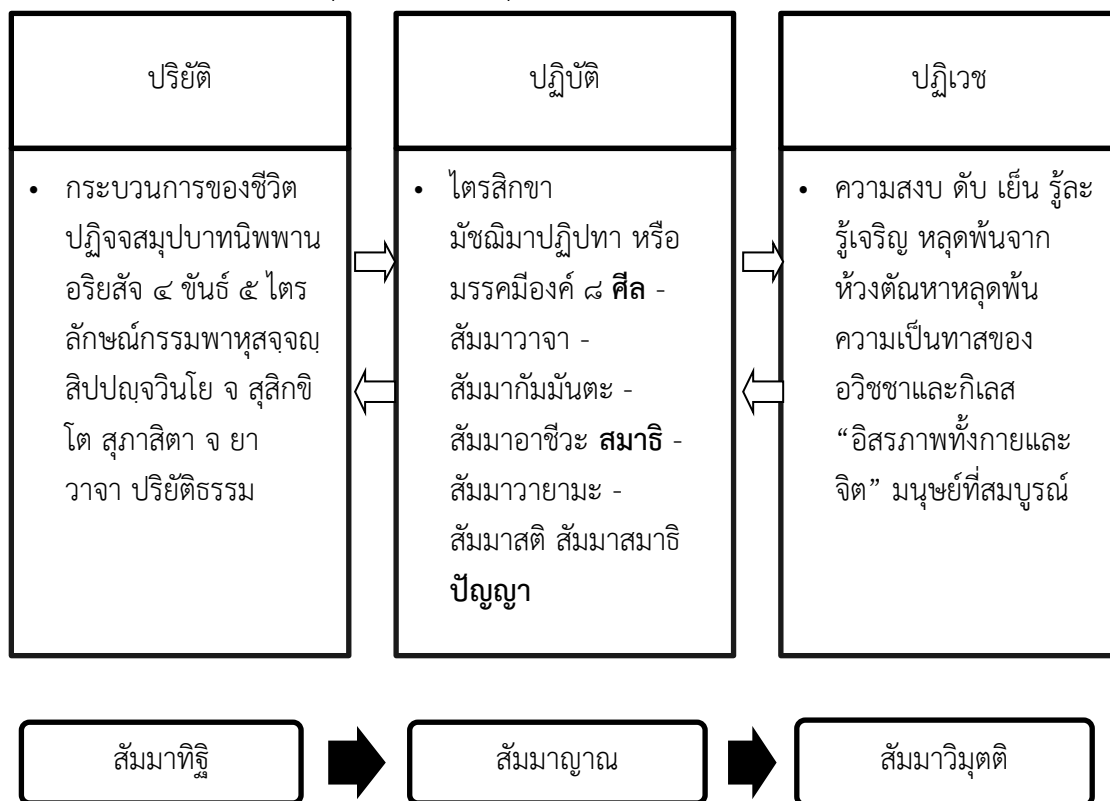 ปริยัติ
ปฏิบัติ
ปฏิเวช
• กระบวนการของชีวิต
ปฏิจจสมุปบาทนิพพาน
อริยสัจ ๔ ขันธ์ ๕ ไตร
ลักษณ์กรรมพาหุสจฺจญฺ
สิปปญฺจวินโย จ สุสิกขิ
โต สุภาสิตา จ ยา
วาจา ปริยัติธรรม
• ไตรสิกขา
มัชฌิมาปฏิปทา หรือ
มรรคมีองค์ ๘ ศีล -
สัมมาวาจา -
สัมมากัมมันตะ -
สัมมาอาชีวะ สมาธิ -
สัมมาวายามะ -
สัมมาสติ สัมมาสมาธิ
ปัญญา
• ความสงบ ดับ เย็น รู้ละ
รู้เจริญ หลุดพ้นจาก
ห้วงตัณหาหลุดพ้น
ความเป็นทาสของ
อวิชชาและกิเลส
“อิสรภาพทั้งกายและ
จิต” มนุษย์ที่สมบูรณ์
สัมมาทิฐิ
สัมมาญาณ
สัมมาวิมุตติ